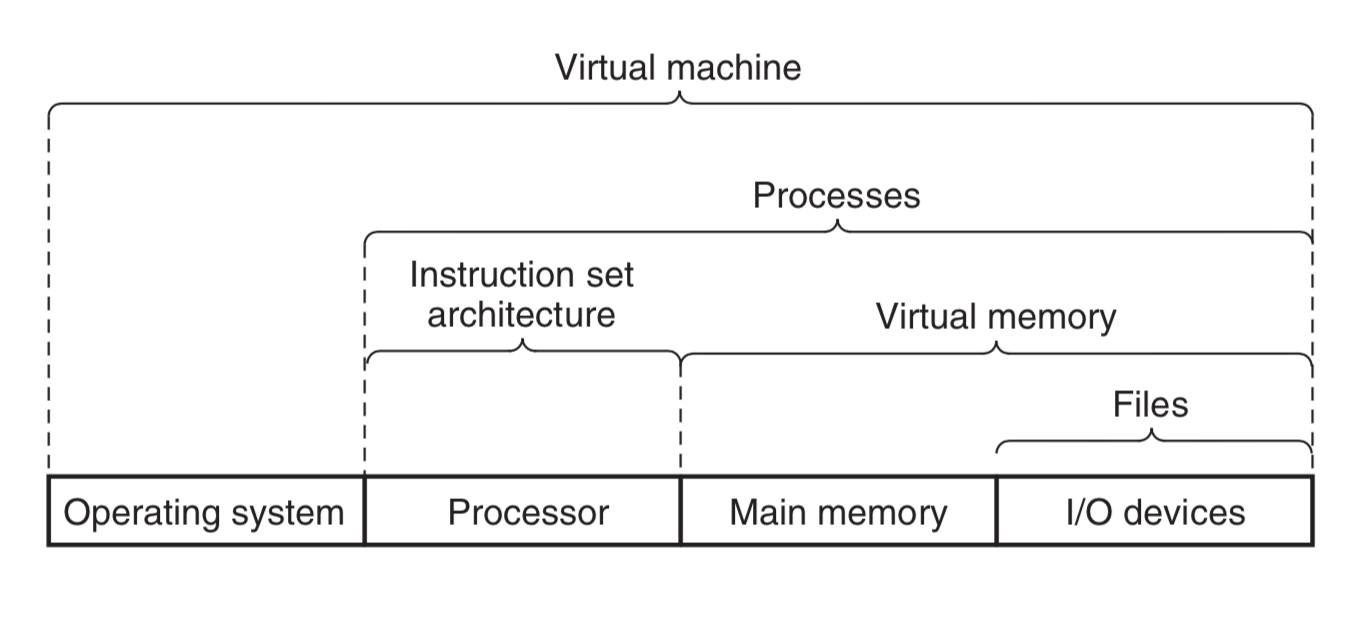 Virtual machine
Processes
Instruction set
architecture
Virtual memory
Files
Operating system
Processor
Main memory
I/O devices